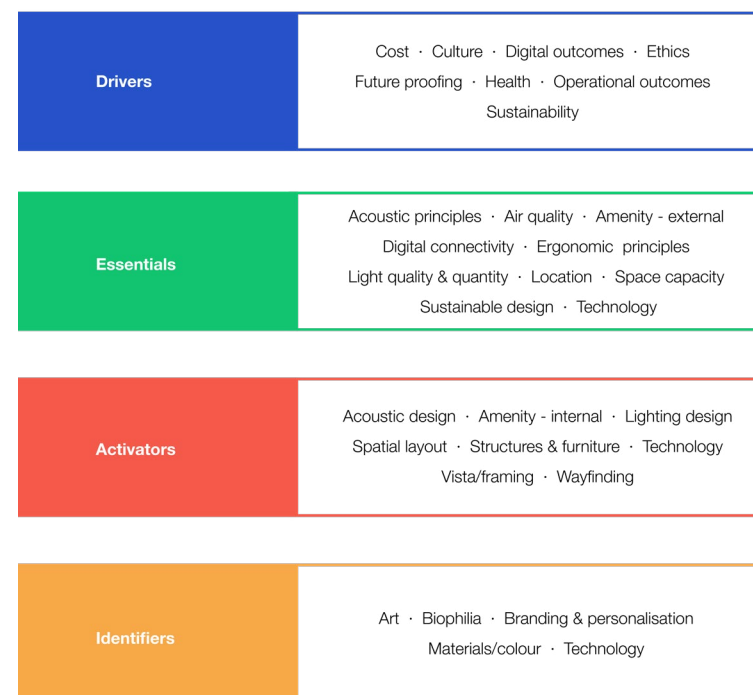 Drivers
Cost · Culture · Digital outcomes · Ethics
Future proofing · Health · Operational outcomes
Sustainability
Essentials
Acoustic principles · Air quality · Amenity - external
Digital connectivity · Ergonomic principles
Light quality & quantity · Location · Space capacity
Sustainable design · Technology
Activators
Acoustic design · Amenity - internal · Lighting design
Spatial layout · Structures & furniture · Technology
Vista/framing · Wayfinding
Identifiers
Art · Biophilia · Branding & personalisation
Materials/colour · Technology